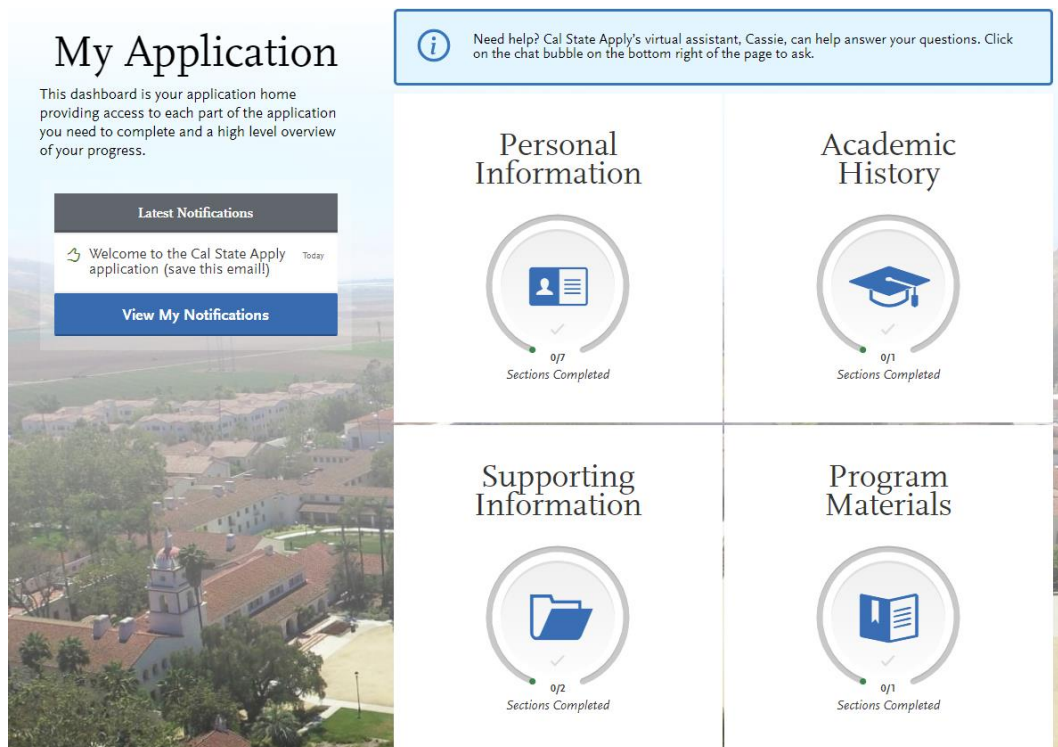 My Application
This dashboard is your application home
providing access to each part of the application
you need to complete and a high level overview
of your progress.
Latest Notifications
Welcome to the Cal State Apply
application (save this email!)
Today
View My Notifications
Need help? Cal State Apply's virtual assistant, Cassie, can help answer your questions. Click
on the chat bubble on the bottom right of the page to ask.
Personal
Information
0/7
Sections Completed
Academic
History
0/1
Sections Completed
Supporting
Information
0/2
Sections Completed
Program
Materials
0/1
Sections Completed